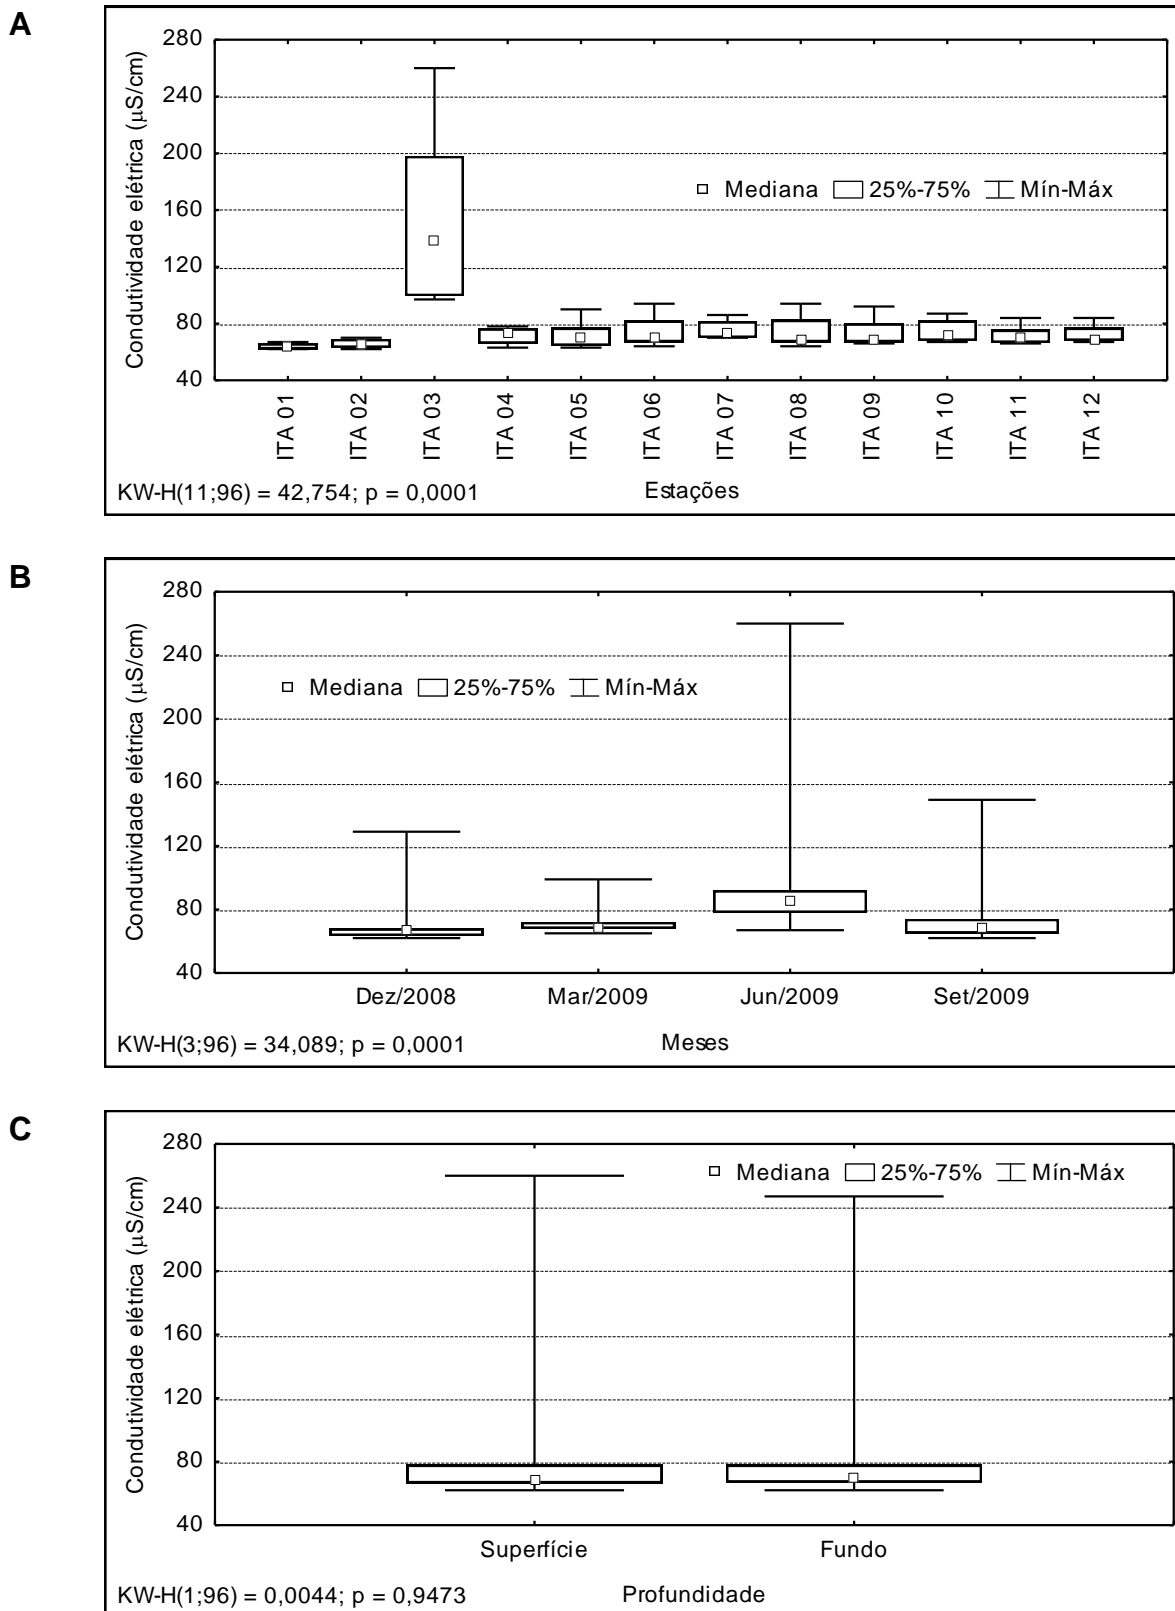 A
Condutividade elétrica (µS/cm)
280
240
200
160
120
80
40
Mediana 25%-75% Mín-Máx
ITA 01
ITA 02
ITA 03
ITA 04
ITA 05
ITA 06
ITA 07
ITA 08
ITA 09
ITA 10
ITA 11
ITA 12
KW-H(11;96) = 42,754; p = 0,0001
Estações
B
Condutividade elétrica (µS/cm)
280
240
200
160
120
80
40
Mediana 25%-75% Mín-Máx
Dez/2008 Mar/2009 Jun/2009 Set/2009
KW-H(3;96) = 34,089; p = 0,0001
Meses
C
Condutividade elétrica (µS/cm)
280
240
200
160
120
80
40
Mediana 25%-75% Mín-Máx
Superfície Fundo
KW-H(1;96) = 0,0044; p = 0,9473
Profundidade